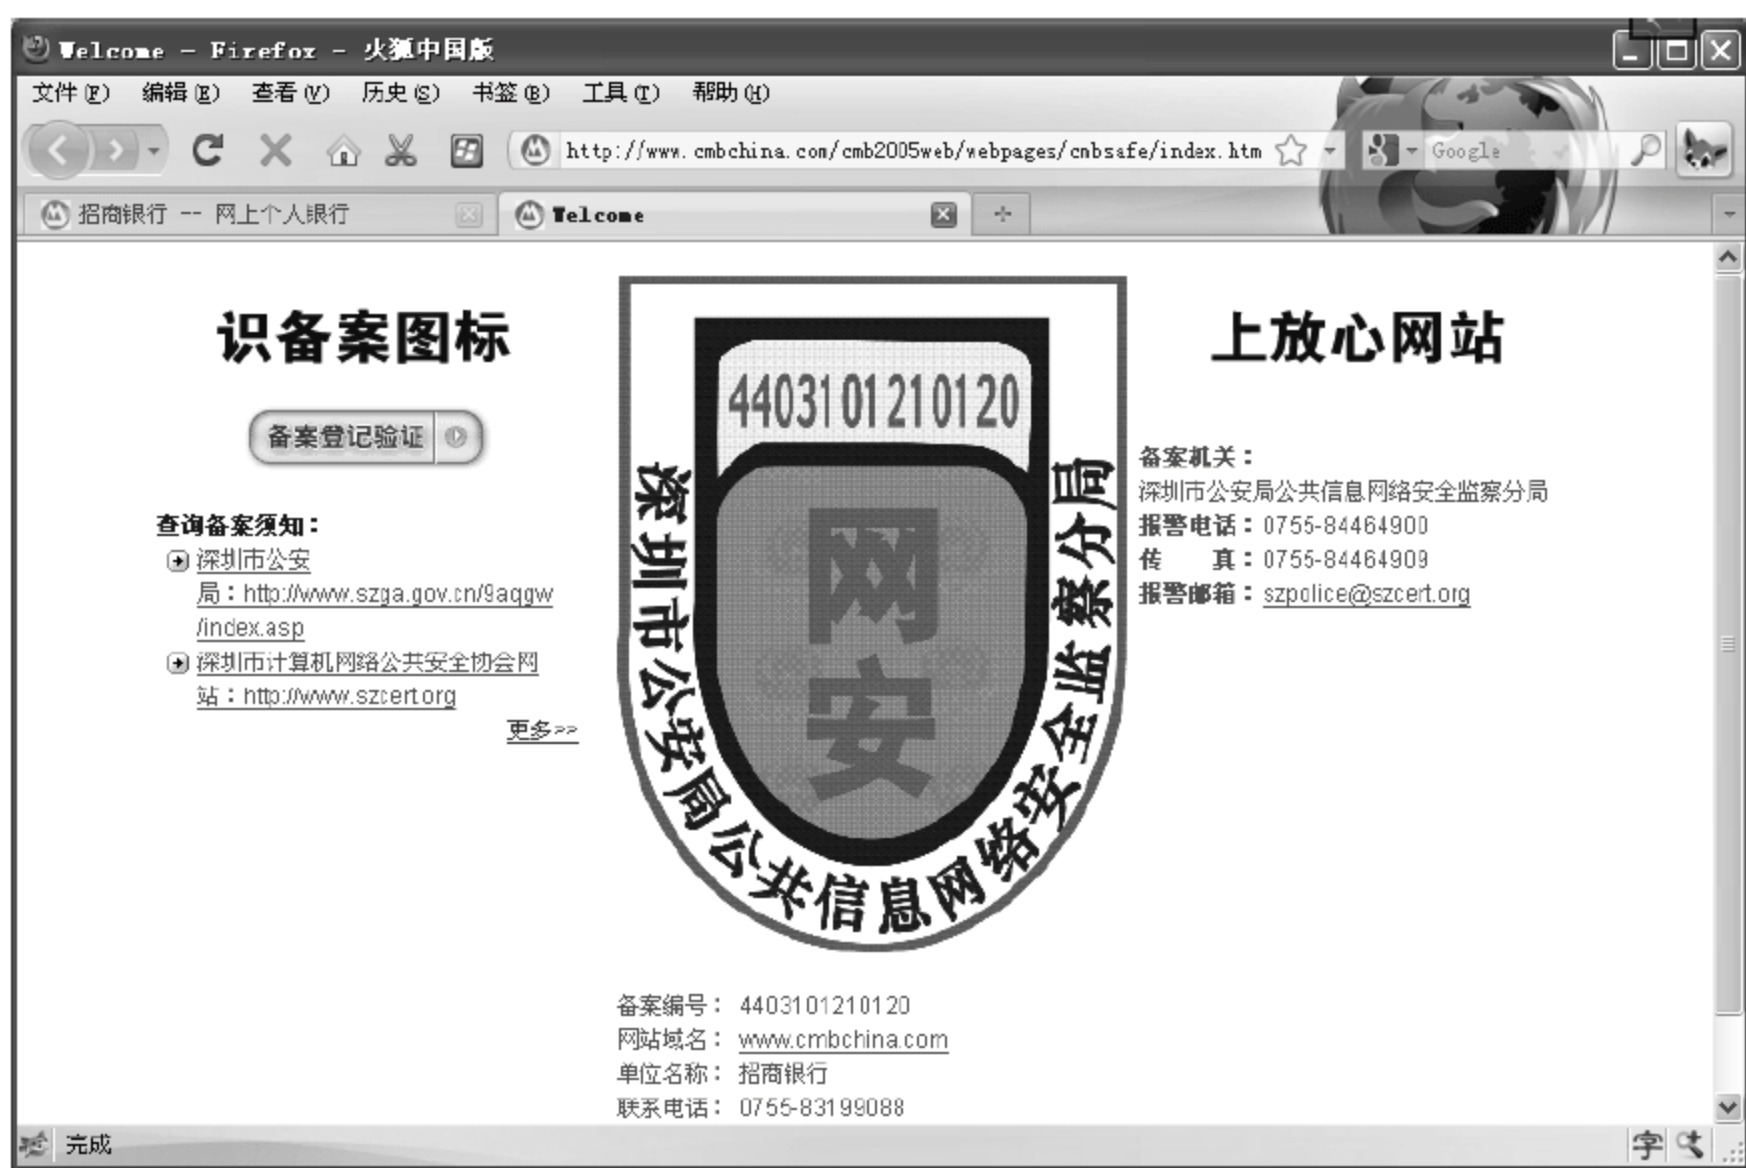 Welcome - Firefox - 火狐中国版
文件(F) 编辑(E) 查看(V) 历史(S) 书签(B) 工具(T) 帮助(H)
http://www.cmbchina.com/cmb2005web/webpages/cmbsafe/index.htm Google
招商银行 -- 网上个人银行 Welcome
识备案图标
备案登记验证
查询备案须知：
深圳市公安
局：http://www.szga.gov.cn/9aqgw
/index.asp
深圳市计算机网络公共安全协会网
站：http://www.szcert.org
更多>>
4403101210120
网
安
深圳市公安局公共信息网络安全监察分局
上放心网站
备案机关：
深圳市公安局公共信息网络安全监察分局
报警电话：0755-84464900
传 真：0755-84464909
报警邮箱：szpolice@szcert.org
备案编号： 4403101210120
网站域名： www.cmbchina.com
单位名称： 招商银行
联系电话： 0755-83199088
完成 字